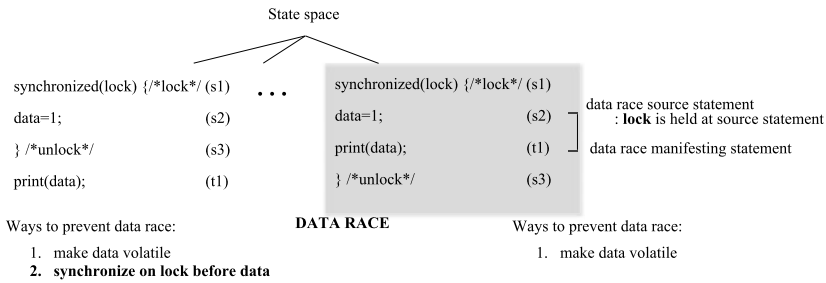 State space
synchronized(lock) {/*lock*/ (s1)
data=1; (s2)
} /*unlock*/ (s3)
print(data); (t1)
...
synchronized(lock) {/*lock*/ (s1)
data=1; (s2)
print(data); (t1)
} /*unlock*/ (s3)
data race source statement
: lock is held at source statement
data race manifesting statement
Ways to prevent data race:
1. make data volatile
2. synchronize on lock before data
DATA RACE
Ways to prevent data race:
1. make data volatile